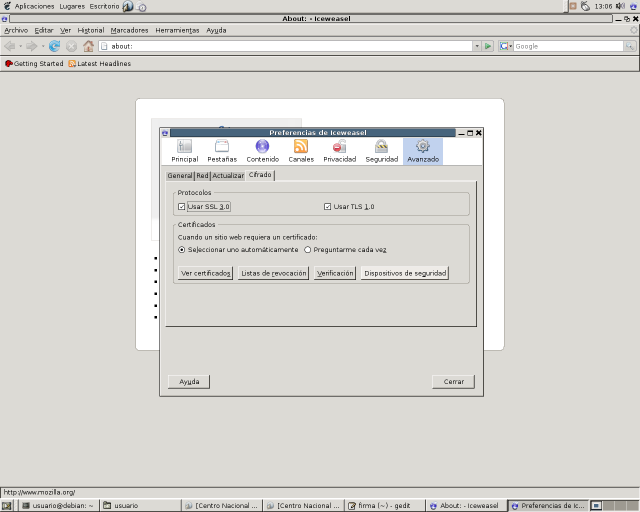 Aplicaciones Lugares Escritorio 13:06
About: - Iceweasel
Archivo Editar Ver Historial Marcadores Herramientas Ayuda
about: Google
Getting Started Latest Headlines
Preferencias de Iceweasel
Principal Pestañas Contenido Canales Privacidad Seguridad Avanzado
General Red Actualizar Cifrado
Protocolos
Usar SSL 3.0 Usar TLS 1.0
Certificados
Cuando un sitio web requiera un certificado:
Seleccionar uno automáticamente Preguntarme cada vez
Ver certificados Listas de revocación Verificación Dispositivos de seguridad
Ayuda Cerrar
http://www.mozilla.org/
usuario@debian: ~ usuario [Centro Nacional ... [Centro Nacional ... firma (~) - gedit About: - Iceweasel Preferencias de Ic...